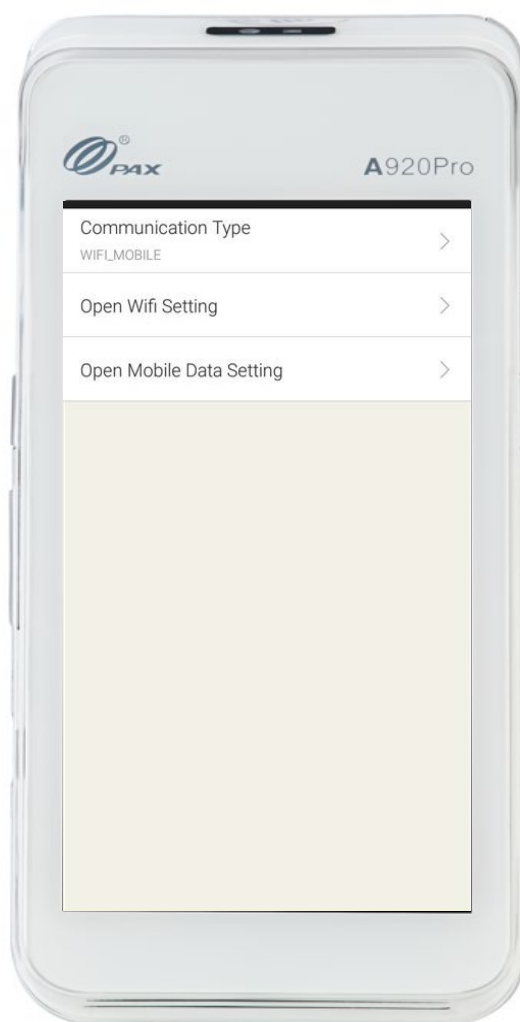 PAX®
A920Pro
Communication Type
WIFI_MOBILE
Open Wifi Setting
Open Mobile Data Setting